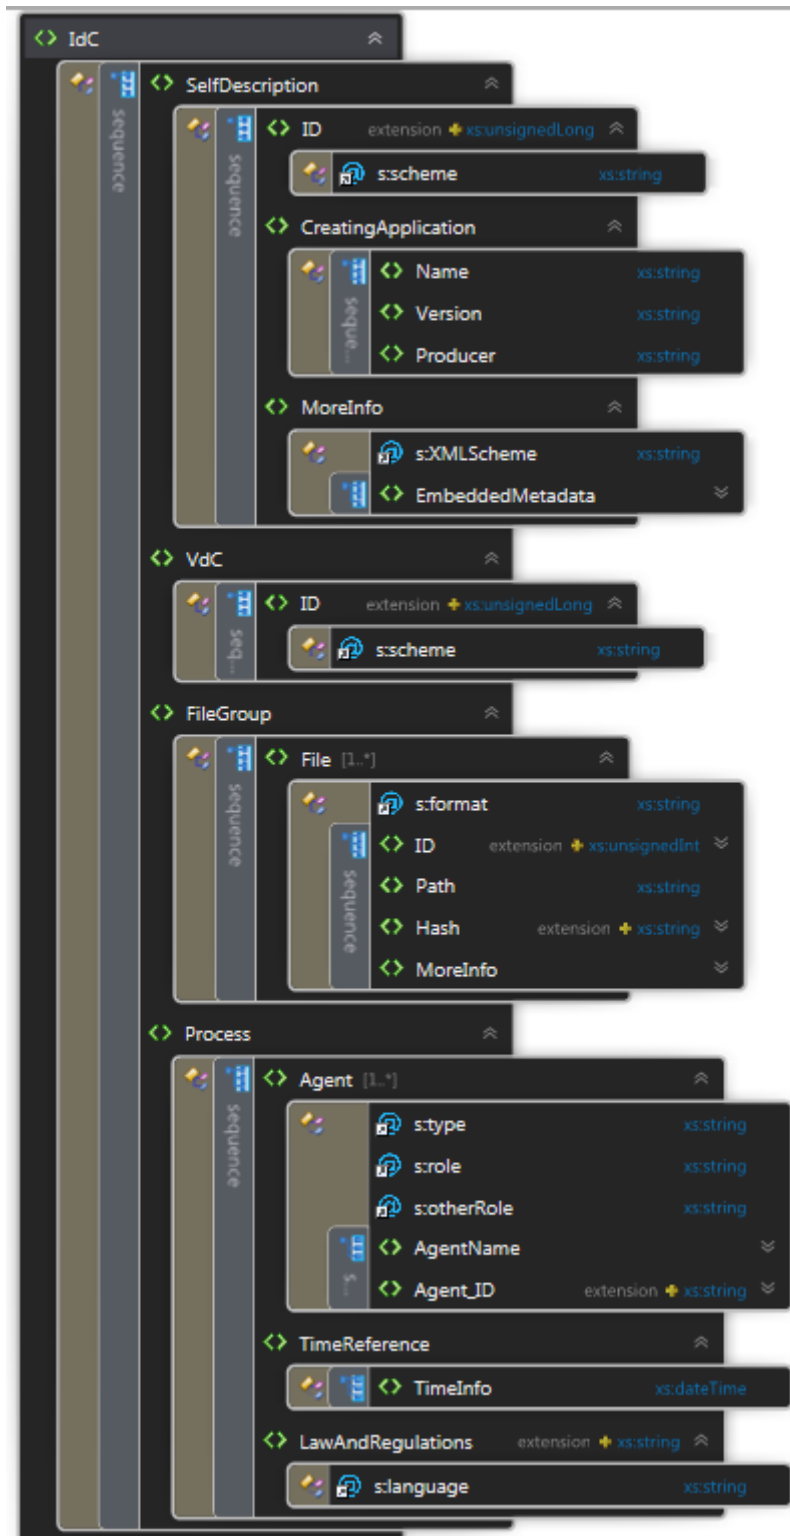 IdC
sequence
SelfDescription
sequence
ID extension xs:unsignedLong
s:scheme xs:string
CreatingApplication
seque...
Name xs:string
Version xs:string
Producer xs:string
MoreInfo
s:XMLScheme xs:string
EmbeddedMetadata
VdC
seq...
ID extension xs:unsignedLong
s:scheme xs:string
FileGroup
sequence
File [1..*]
s:format xs:string
sequence
ID extension xs:unsignedInt
Path xs:string
Hash extension xs:string
MoreInfo
Process
sequence
Agent [1..*]
s:type xs:string
s:role xs:string
s:otherRole xs:string
s...
AgentName
Agent_ID extension xs:string
TimeReference
TimeInfo xs:dateTime
LawAndRegulations extension xs:string
s:language xs:string